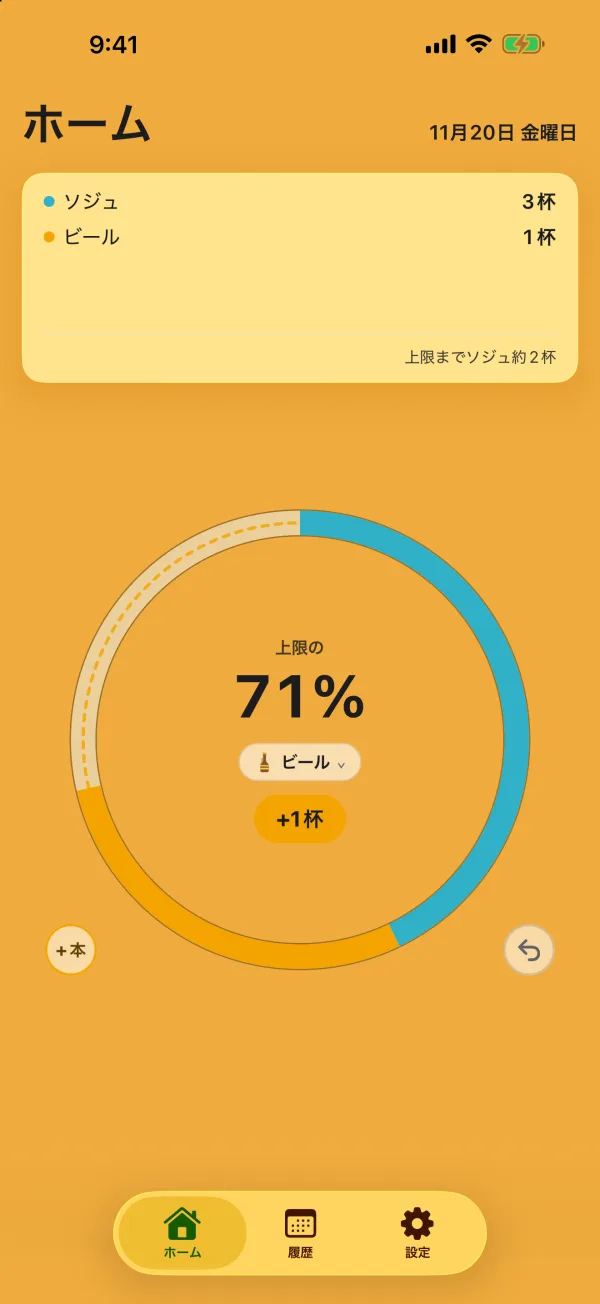 9:41
ホーム
11月20日 金曜日
ソジュ 3杯
ビール 1杯
上限までソジュ約2杯
上限の
71%
ビール
+1杯
+本
ホーム 履歴 設定